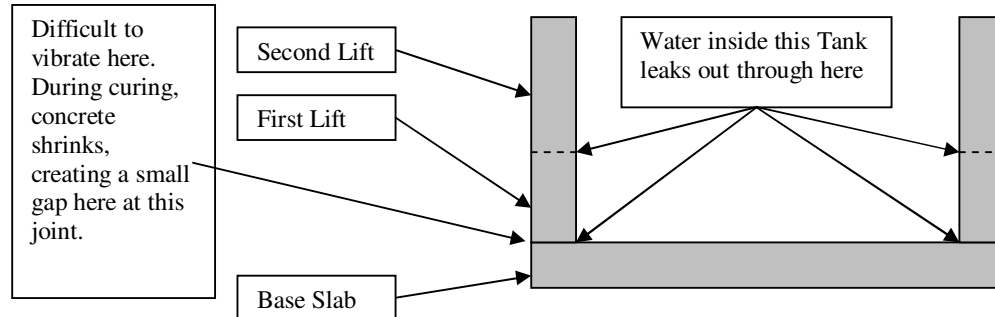 Difficult to
vibrate here.
During curing,
concrete
shrinks,
creating a small
gap here at this
joint.
Second Lift
First Lift
Base Slab
Water inside this Tank
leaks out through here